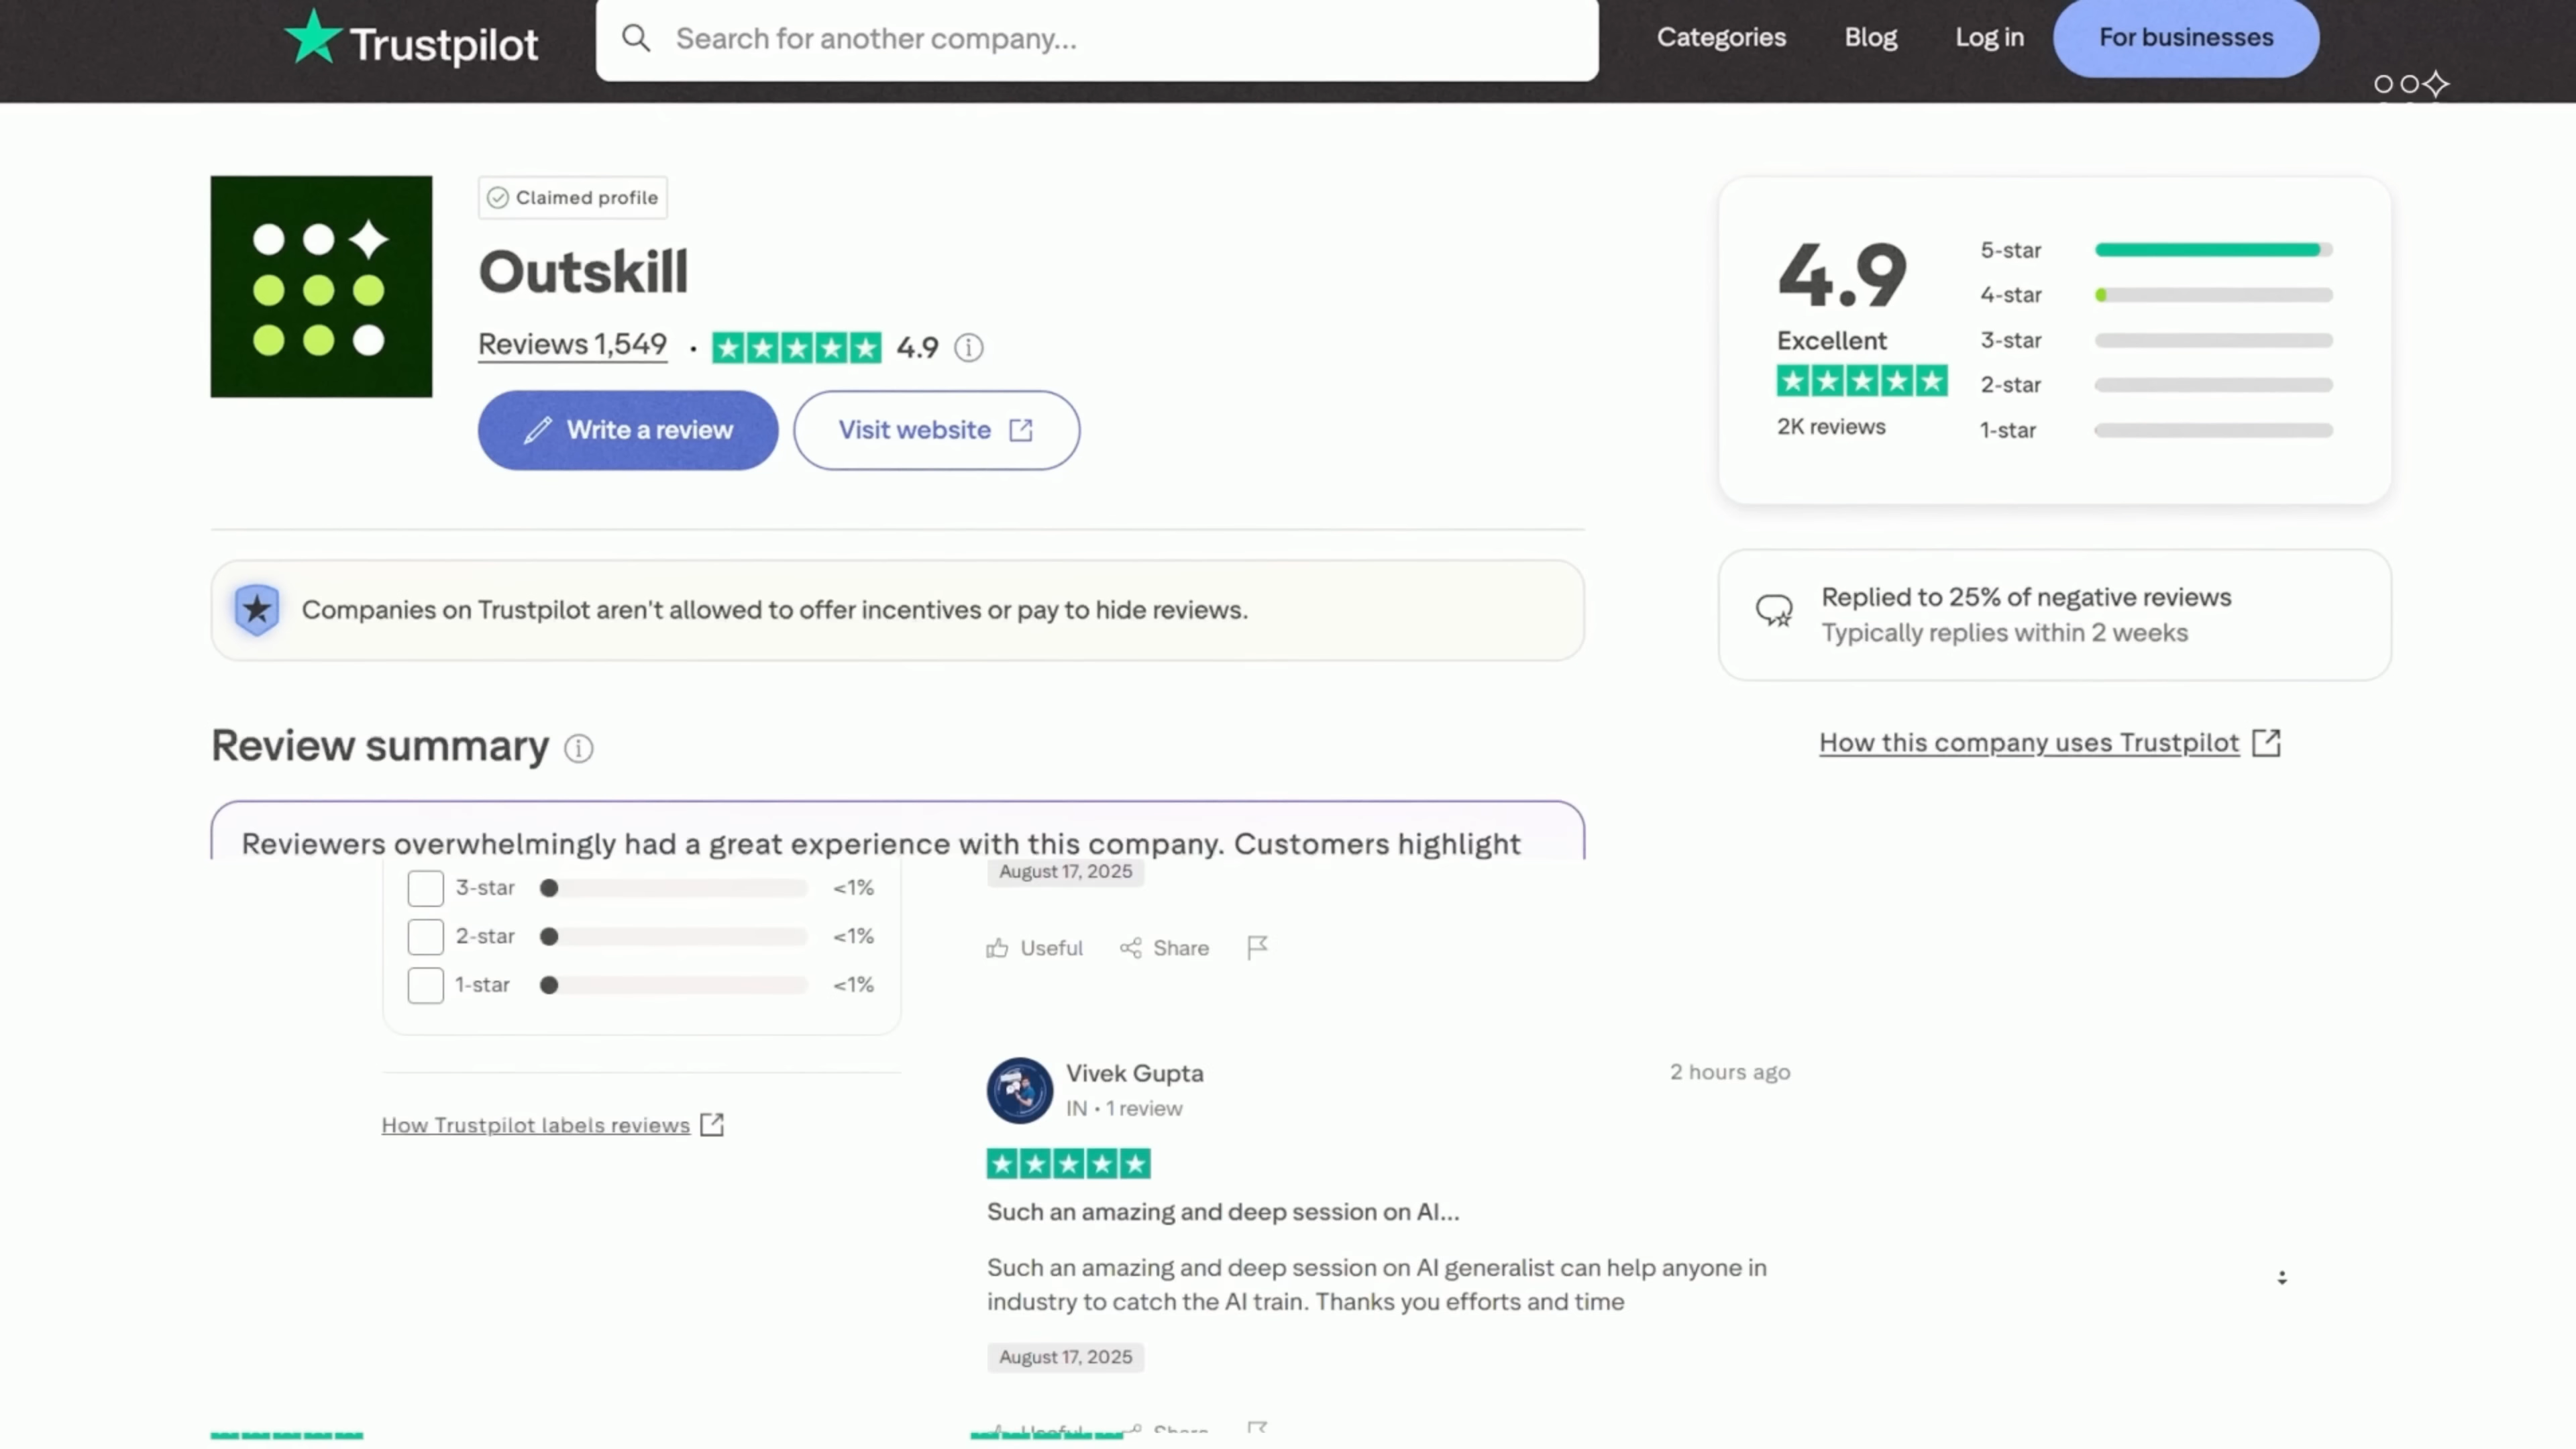 Trustpilot
Search for another company...
Categories
Blog
Log in
For businesses
Claimed profile
Outskill
Reviews 1,549 · 4.9
Write a review
Visit website
4.9
Excellent
2K reviews
5-star
4-star
3-star
2-star
1-star
Companies on Trustpilot aren't allowed to offer incentives or pay to hide reviews.
Replied to 25% of negative reviews
Typically replies within 2 weeks
How this company uses Trustpilot
Review summary
Reviewers overwhelmingly had a great experience with this company. Customers highlight
3-star <1%
2-star <1%
1-star <1%
How Trustpilot labels reviews
August 17, 2025
Useful Share
Vivek Gupta
IN • 1 review
2 hours ago
Such an amazing and deep session on AI...
Such an amazing and deep session on AI generalist can help anyone in
industry to catch the AI train. Thanks you efforts and time
August 17, 2025